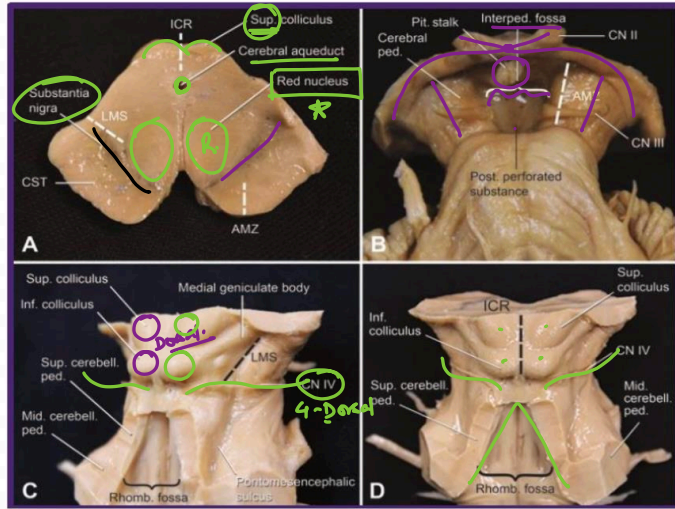 ICR
Sup. colliculus
Cerebral aqueduct
Red nucleus
Substantia
nigra
LMS
R
CST
AMZ
A
Pit. stalk
Interped. fossa
CN II
Cerebral
ped.
AMZ
CN III
Post. perforated
substance
B
Sup. colliculus
Medial geniculate body
Inf. colliculus
LMS
Sup. cerebell.
ped.
CN IV
4-Dorsal
Mid. cerebell.
ped.
Pontomesencephalic
sulcus
Rhomb. fossa
C
Sup.
colliculus
ICR
Inf.
colliculus
CN IV
Sup. cerebell.
ped.
Mid.
cerebell.
ped.
Rhomb. fossa
D